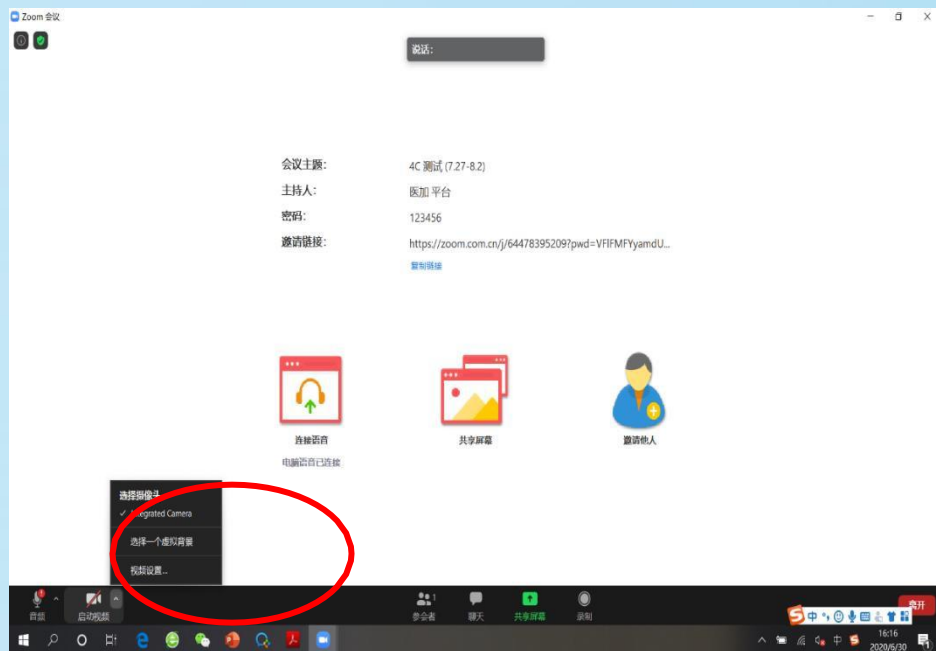 Zoom 会议
说话:
会议主题: 4C 测试 (7.27-8.2)
主持人: 医加 平台
密码: 123456
邀请链接: https://zoom.com.cn/j/64478395209?pwd=VFlFMFYyamdU...
复制链接
连接语音 共享屏幕 邀请他人
电脑语音已连接
选择摄像头
Integrated Camera
选择一个虚拟背景
视频设置...
音频 启动视频 参会者 1 聊天 共享屏幕 录制 离开
中
中
16:16
2020/6/30